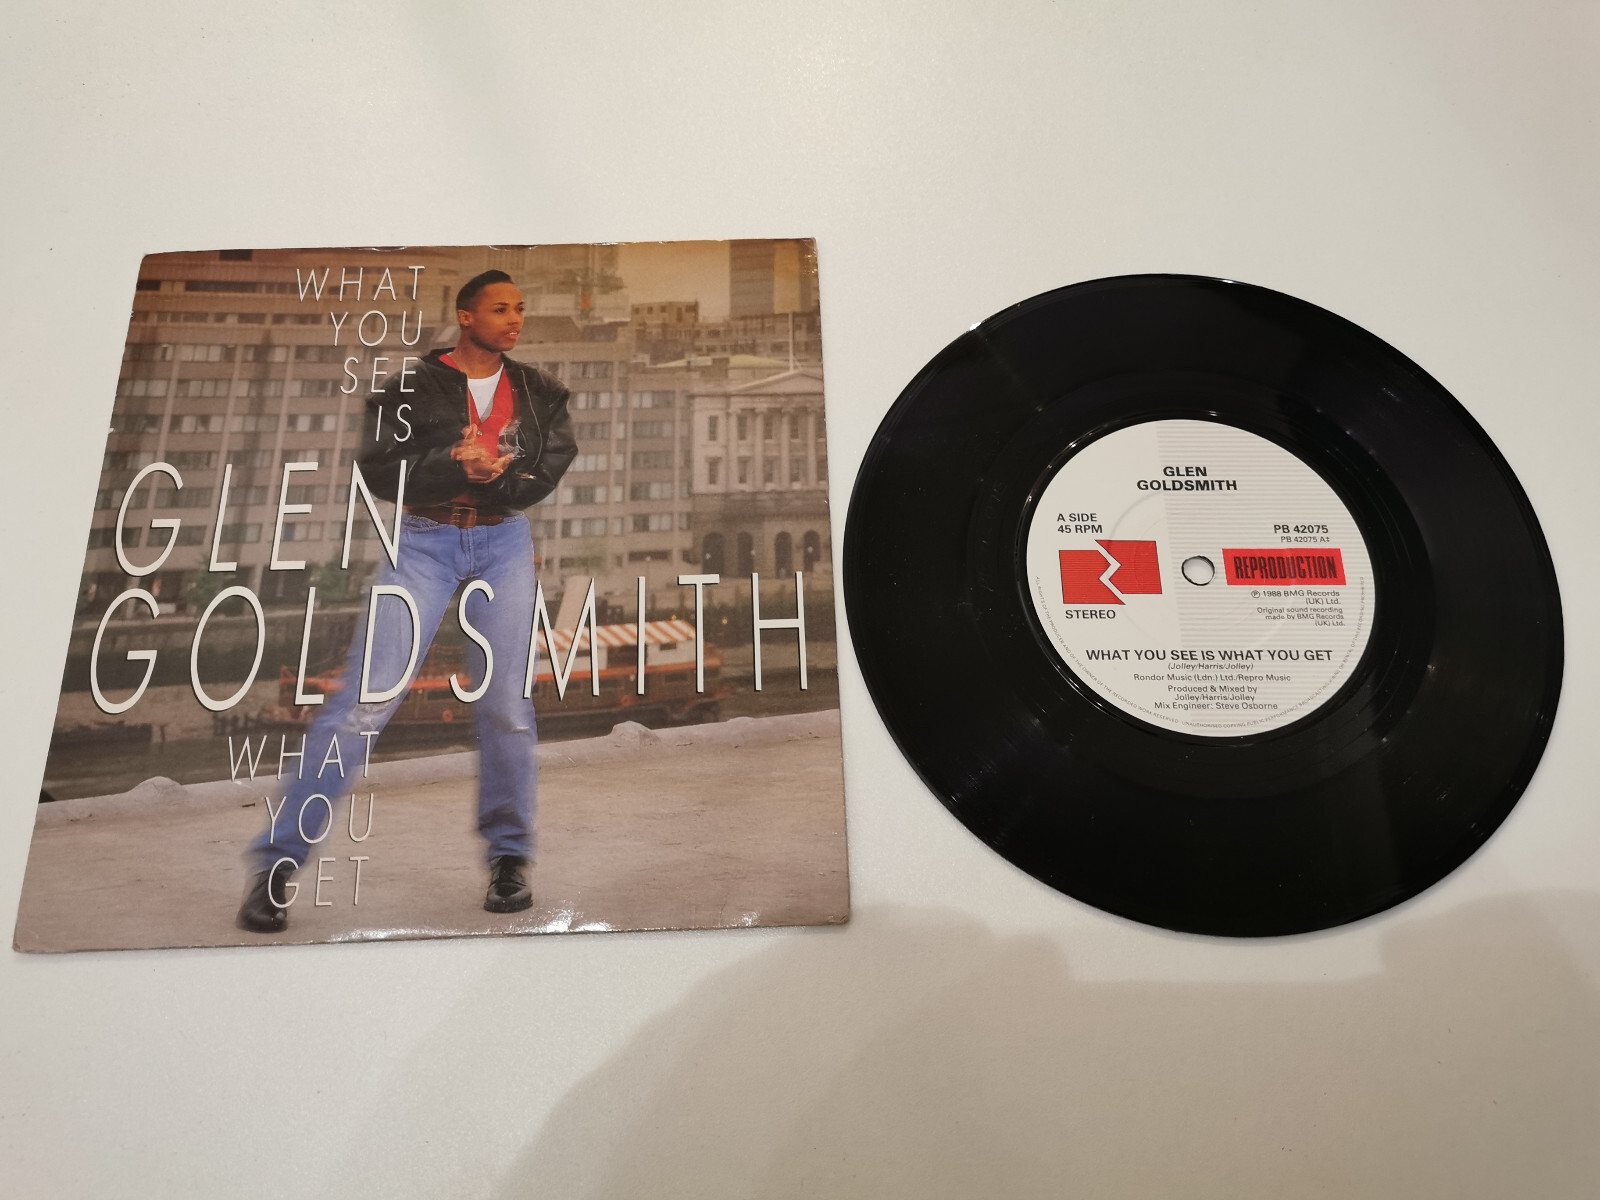 WHAT
YOU
SEE
IS
GLEN
GOLDSMITH
WHAT
YOU
GET
GLEN
GOLDSMITH
A SIDE
45 RPM
STEREO
PB 42075
PB 42075 A‡
REPRODUCTION
℗ 1988 BMG Records
(UK) Ltd.
Original sound recording
made by BMG Records
(UK) Ltd.
WHAT YOU SEE IS WHAT YOU GET
(Jolley/Harris/Jolley)
Rondor Music (Ldn.) Ltd./Repro Music
Produced & Mixed by
Jolley/Harris/Jolley
Mix Engineer: Steve Osborne